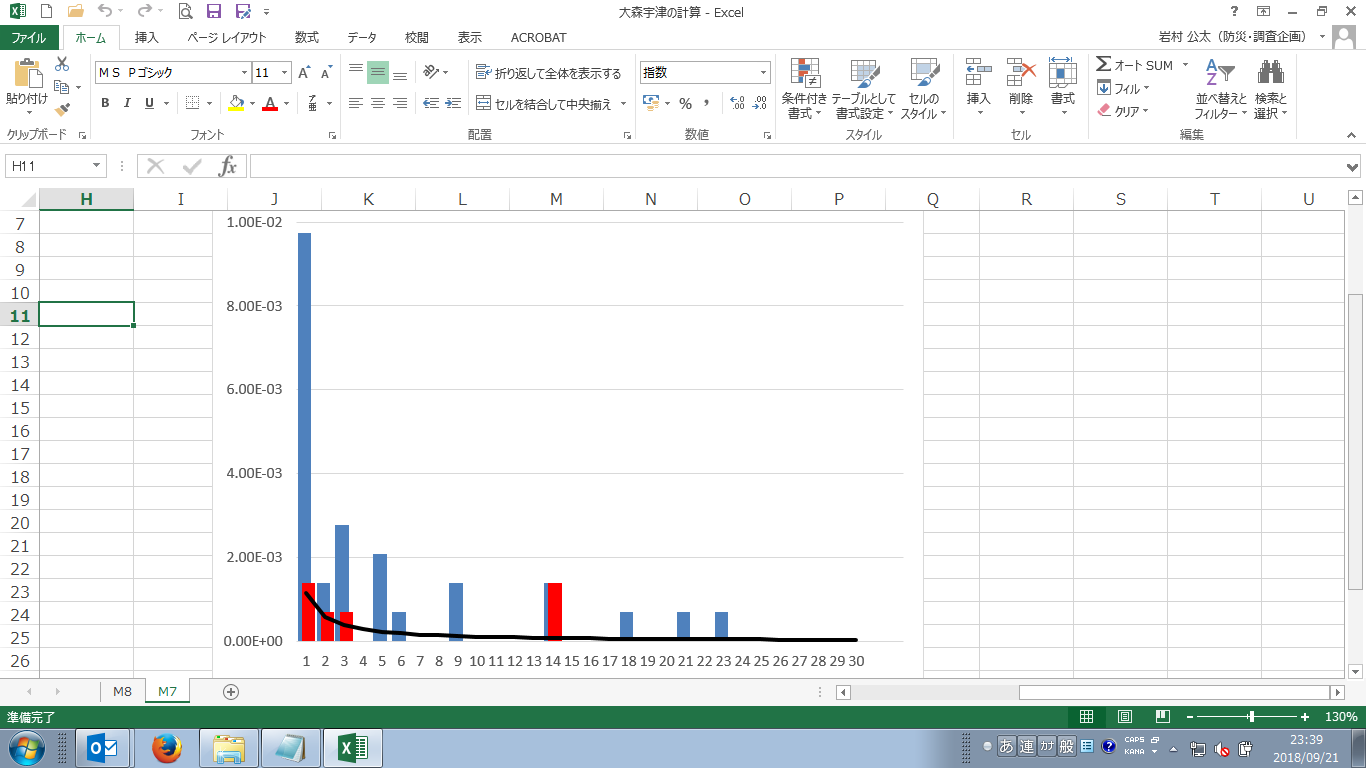 大森宇津の計算 - Excel
ファイル ホーム 挿入 ページ レイアウト 数式 データ 校閲 表示 ACROBAT 岩村 公太（防災・調査企画）
貼り付け
クリップボード
ＭＳ Ｐゴシック 11
B I U
フォント
折り返して全体を表示する
セルを結合して中央揃え
配置
指数
% ,
数値
条件付き
書式
テーブルとして
書式設定
セルの
スタイル
スタイル
挿入 削除 書式
セル
オート SUM
フィル
クリア
並べ替えと
フィルター
検索と
選択
編集
H11
fx
H I J K L M N O P Q R S T U
7
8
9
10
11
12
13
14
15
16
17
18
19
20
21
22
23
24
25
26
1.00E-02
8.00E-03
6.00E-03
4.00E-03
2.00E-03
0.00E+00
1 2 3 4 5 6 7 8 9 10 11 12 13 14 15 16 17 18 19 20 21 22 23 24 25 26 27 28 29 30
M8 M7
準備完了 130%
あ 連 般 CAPS
KANA
23:39
2018/09/21